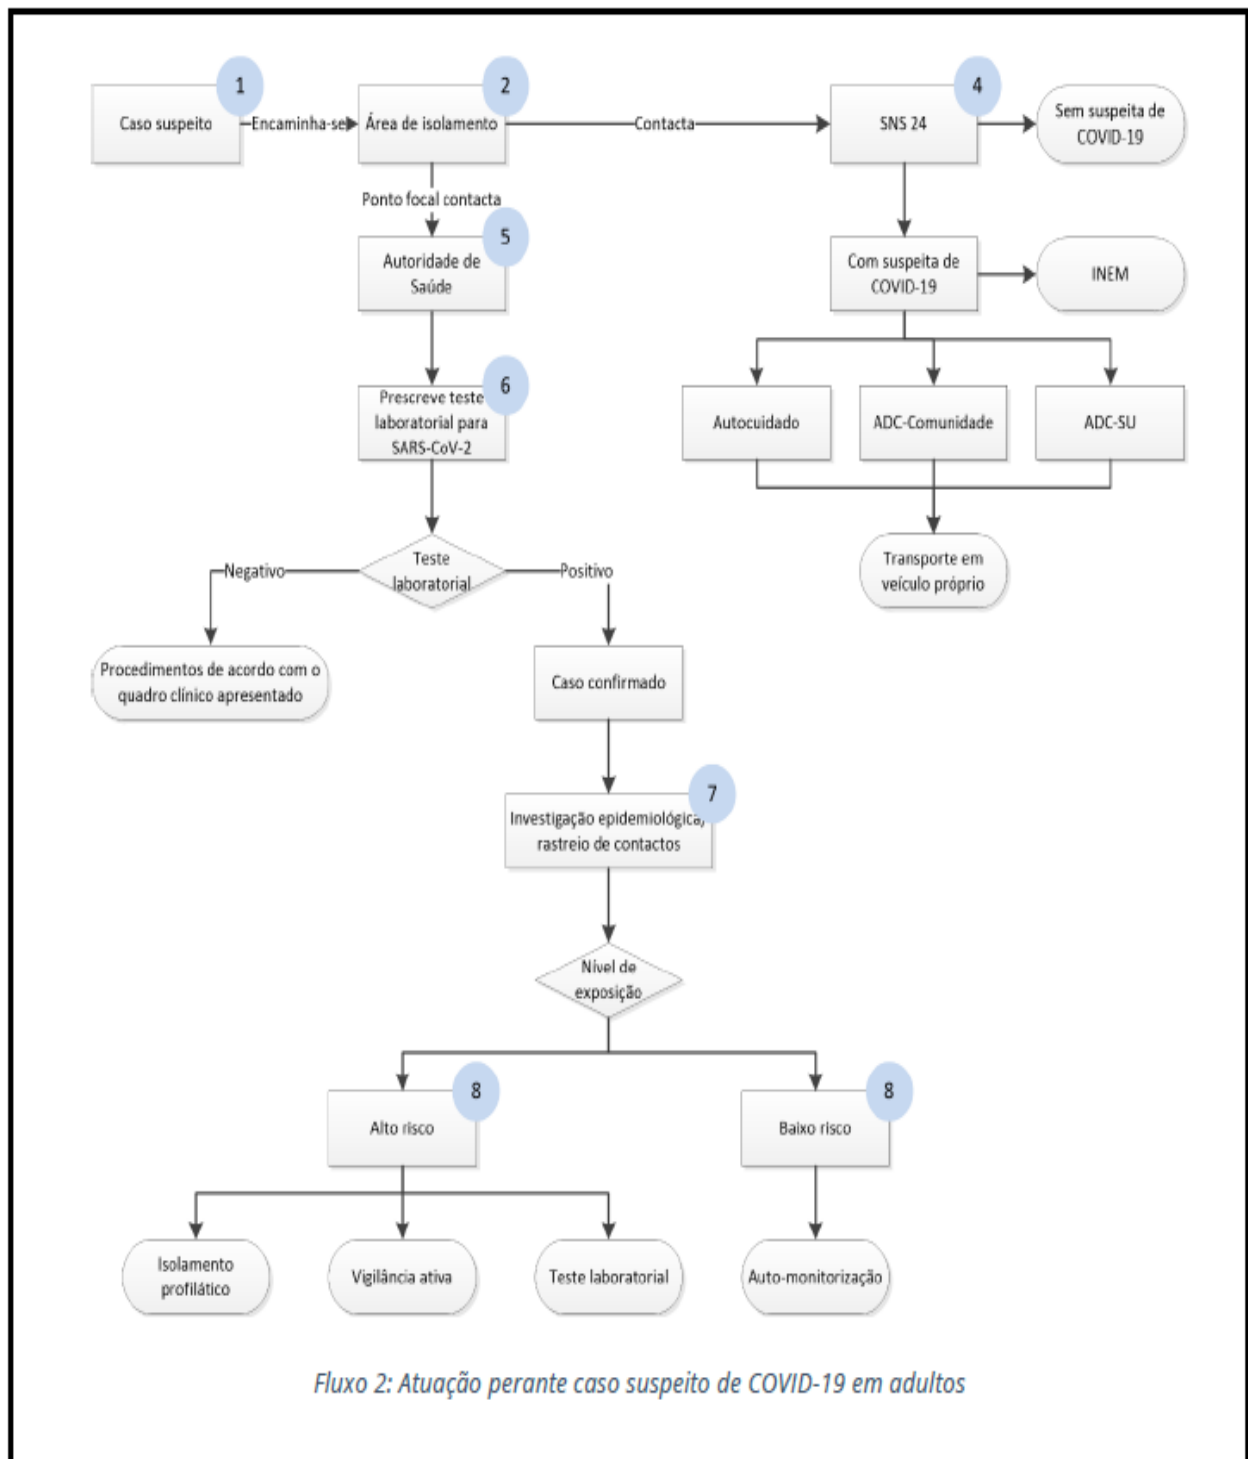 1
2
4
Caso suspeito
Encaminha-se
Área de isolamento
Contacta
SNS 24
Sem suspeita de
COVID-19
Ponto focal contacta
5
Autoridade de
Saúde
Com suspeita de
COVID-19
INEM
6
Prescreve teste
laboratorial para
SARS-CoV-2
Autocuidado
ADC-Comunidade
ADC-SU
Negativo
Teste
laboratorial
Positivo
Transporte em
veículo próprio
Procedimentos de acordo com o
quadro clínico apresentado
Caso confirmado
7
Investigação epidemiológica/
rastreio de contactos
Nível de
exposição
8
8
Alto risco
Baixo risco
Isolamento
profilático
Vigilância ativa
Teste laboratorial
Auto-monitorização
Fluxo 2: Atuação perante caso suspeito de COVID-19 em adultos